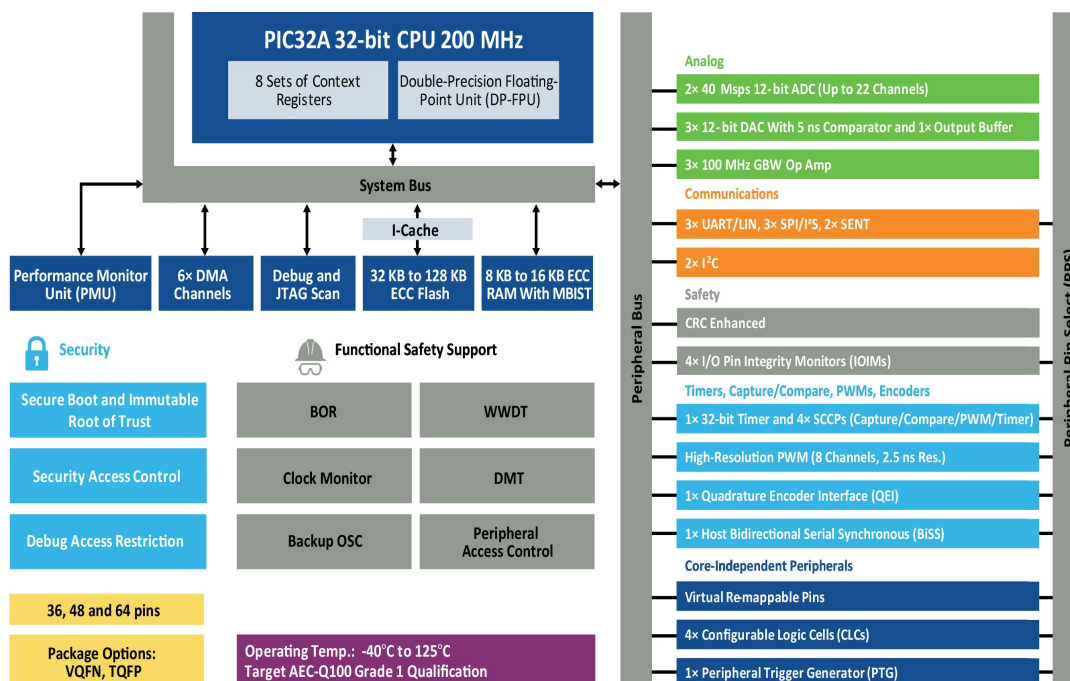 PIC32A 32-bit CPU 200 MHz
8 Sets of Context
Registers
Double-Precision Floating-
Point Unit (DP-FPU)
System Bus
I-Cache
Performance Monitor
Unit (PMU)
6× DMA
Channels
Debug and
JTAG Scan
32 KB to 128 KB
ECC Flash
8 KB to 16 KB ECC
RAM With MBIST
Security
Secure Boot and Immutable
Root of Trust
Security Access Control
Debug Access Restriction
Functional Safety Support
BOR
WWDT
Clock Monitor
DMT
Backup OSC
Peripheral
Access Control
36, 48 and 64 pins
Package Options:
VQFN, TQFP
Operating Temp.: -40°C to 125°C
Target AEC-Q100 Grade 1 Qualification
Peripheral Bus
Analog
2× 40 Msps 12-bit ADC (Up to 22 Channels)
3× 12-bit DAC With 5 ns Comparator and 1× Output Buffer
3× 100 MHz GBW Op Amp
Communications
3× UART/LIN, 3× SPI/I²S, 2× SENT
2× I²C
Safety
CRC Enhanced
4× I/O Pin Integrity Monitors (IOIMs)
Timers, Capture/Compare, PWMs, Encoders
1× 32-bit Timer and 4× SCCPs (Capture/Compare/PWM/Timer)
High-Resolution PWM (8 Channels, 2.5 ns Res.)
1× Quadrature Encoder Interface (QEI)
1× Host Bidirectional Serial Synchronous (BiSS)
Core-Independent Peripherals
Virtual Re-mappable Pins
4× Configurable Logic Cells (CLCs)
1× Peripheral Trigger Generator (PTG)
Peripheral Pin Select (PPS)